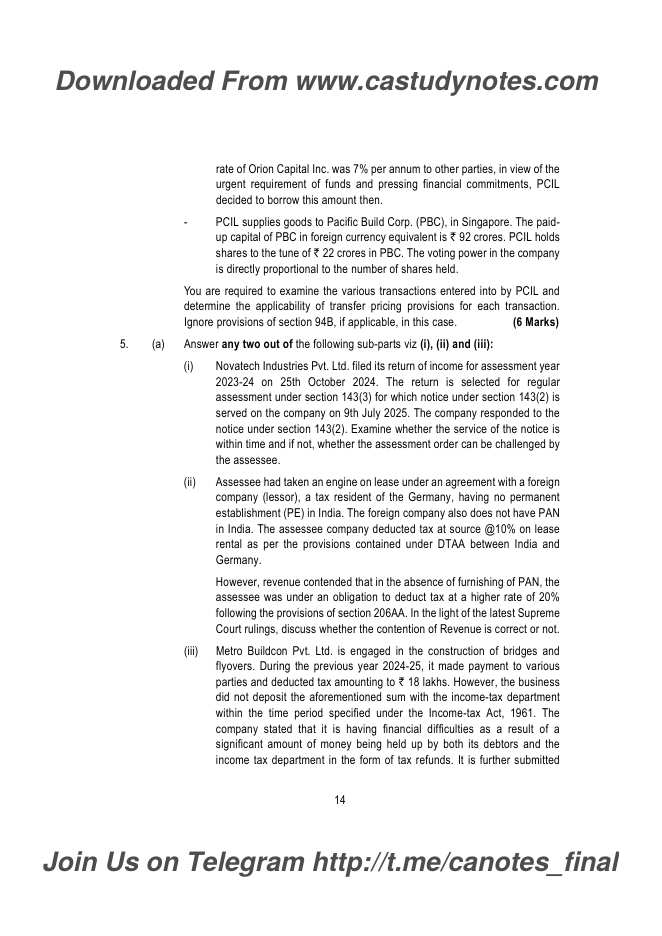 Downloaded From www.castudynotes.com
rate of Orion Capital Inc. was 7% per annum to other parties, in view of the
urgent requirement of funds and pressing financial commitments, PCIL
decided to borrow this amount then.
- PCIL supplies goods to Pacific Build Corp. (PBC), in Singapore. The paid-
up capital of PBC in foreign currency equivalent is ₹ 92 crores. PCIL holds
shares to the tune of ₹ 22 crores in PBC. The voting power in the company
is directly proportional to the number of shares held.
You are required to examine the various transactions entered into by PCIL and
determine the applicability of transfer pricing provisions for each transaction.
Ignore provisions of section 94B, if applicable, in this case. (6 Marks)
5. (a) Answer any two out of the following sub-parts viz (i), (ii) and (iii):
(i) Novatech Industries Pvt. Ltd. filed its return of income for assessment year
2023-24 on 25th October 2024. The return is selected for regular
assessment under section 143(3) for which notice under section 143(2) is
served on the company on 9th July 2025. The company responded to the
notice under section 143(2). Examine whether the service of the notice is
within time and if not, whether the assessment order can be challenged by
the assessee.
(ii) Assessee had taken an engine on lease under an agreement with a foreign
company (lessor), a tax resident of the Germany, having no permanent
establishment (PE) in India. The foreign company also does not have PAN
in India. The assessee company deducted tax at source @10% on lease
rental as per the provisions contained under DTAA between India and
Germany.
However, revenue contended that in the absence of furnishing of PAN, the
assessee was under an obligation to deduct tax at a higher rate of 20%
following the provisions of section 206AA. In the light of the latest Supreme
Court rulings, discuss whether the contention of Revenue is correct or not.
(iii) Metro Buildcon Pvt. Ltd. is engaged in the construction of bridges and
flyovers. During the previous year 2024-25, it made payment to various
parties and deducted tax amounting to ₹ 18 lakhs. However, the business
did not deposit the aforementioned sum with the income-tax department
within the time period specified under the Income-tax Act, 1961. The
company stated that it is having financial difficulties as a result of a
significant amount of money being held up by both its debtors and the
income tax department in the form of tax refunds. It is further submitted
14
Join Us on Telegram http://t.me/canotes_final